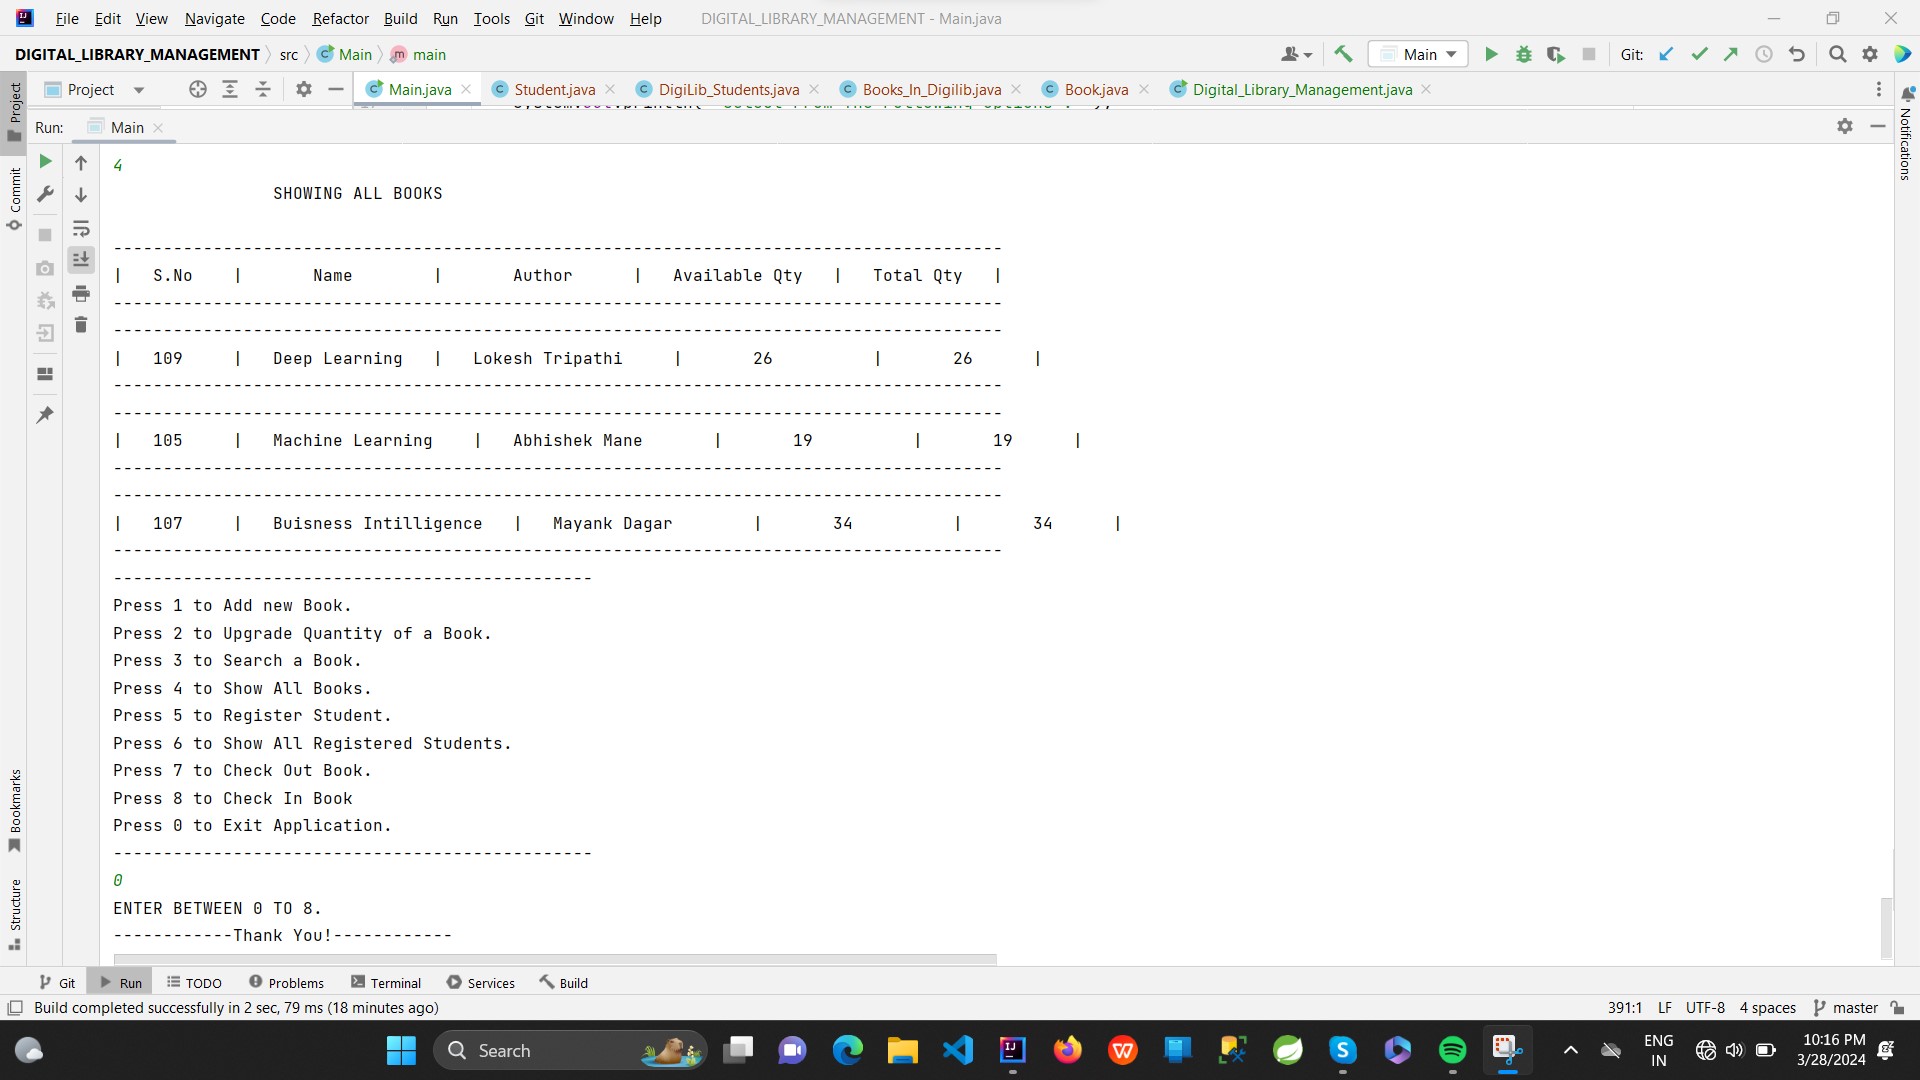 File Edit View Navigate Code Refactor Build Run Tools Git Window Help DIGITAL_LIBRARY_MANAGEMENT - Main.java
DIGITAL_LIBRARY_MANAGEMENT src Main main Main Git:
Project Main.java Student.java DigiLib_Students.java Books_In_Digilib.java Book.java Digital_Library_Management.java
Run: Main
Project
Commit
Bookmarks
Structure
Notifications
4
SHOWING ALL BOOKS
-----------------------------------------------------------------------------------------
| S.No | Name | Author | Available Qty | Total Qty |
-----------------------------------------------------------------------------------------
-----------------------------------------------------------------------------------------
| 109 | Deep Learning | Lokesh Tripathi | 26 | 26 |
-----------------------------------------------------------------------------------------
-----------------------------------------------------------------------------------------
| 105 | Machine Learning | Abhishek Mane | 19 | 19 |
-----------------------------------------------------------------------------------------
-----------------------------------------------------------------------------------------
| 107 | Buisness Intilligence | Mayank Dagar | 34 | 34 |
-----------------------------------------------------------------------------------------
------------------------------------------------
Press 1 to Add new Book.
Press 2 to Upgrade Quantity of a Book.
Press 3 to Search a Book.
Press 4 to Show All Books.
Press 5 to Register Student.
Press 6 to Show All Registered Students.
Press 7 to Check Out Book.
Press 8 to Check In Book
Press 0 to Exit Application.
------------------------------------------------
0
ENTER BETWEEN 0 TO 8.
------------Thank You!------------
Git Run TODO Problems Terminal Services Build
Build completed successfully in 2 sec, 79 ms (18 minutes ago) 391:1 LF UTF-8 4 spaces master
Search ENG IN 10:16 PM 3/28/2024